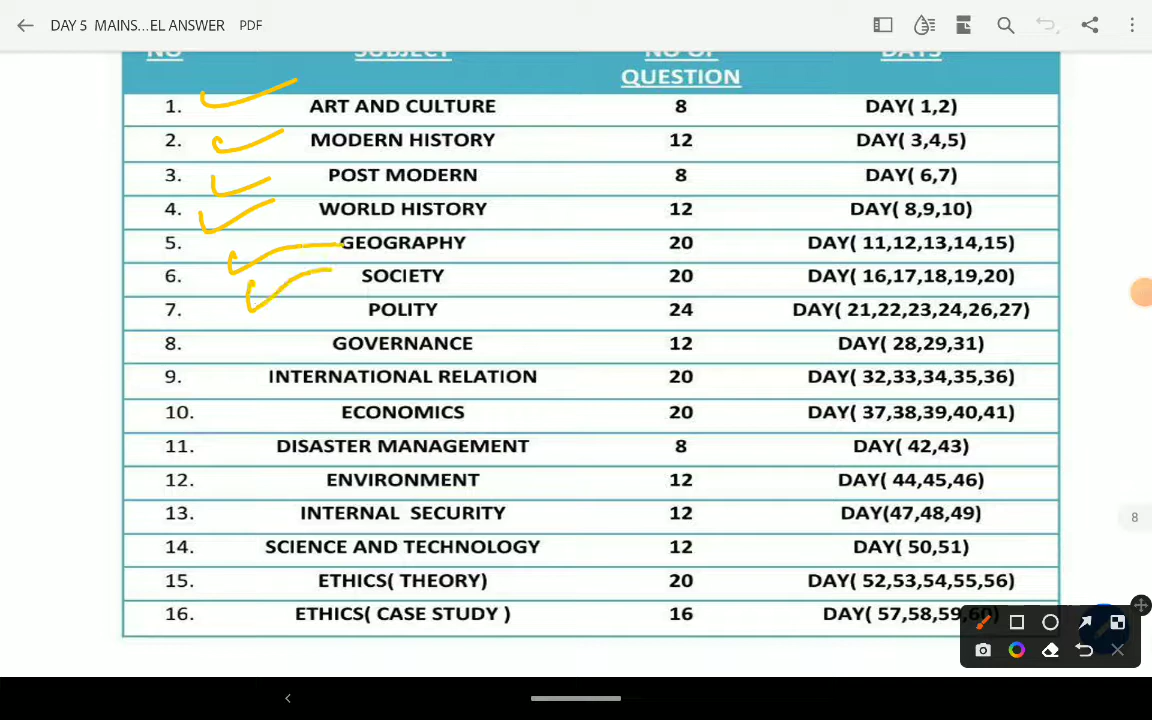 DAY 5 MAINS...EL ANSWER PDF
NO SUBJECT NO OF QUESTION DAYS
1. ART AND CULTURE 8 DAY( 1,2)
2. MODERN HISTORY 12 DAY( 3,4,5)
3. POST MODERN 8 DAY( 6,7)
4. WORLD HISTORY 12 DAY( 8,9,10)
5. GEOGRAPHY 20 DAY( 11,12,13,14,15)
6. SOCIETY 20 DAY( 16,17,18,19,20)
7. POLITY 24 DAY( 21,22,23,24,26,27)
8. GOVERNANCE 12 DAY( 28,29,31)
9. INTERNATIONAL RELATION 20 DAY( 32,33,34,35,36)
10. ECONOMICS 20 DAY( 37,38,39,40,41)
11. DISASTER MANAGEMENT 8 DAY( 42,43)
12. ENVIRONMENT 12 DAY( 44,45,46)
13. INTERNAL SECURITY 12 DAY(47,48,49)
8
14. SCIENCE AND TECHNOLOGY 12 DAY( 50,51)
15. ETHICS( THEORY) 20 DAY( 52,53,54,55,56)
16. ETHICS( CASE STUDY ) 16 DAY( 57,58,59,60)